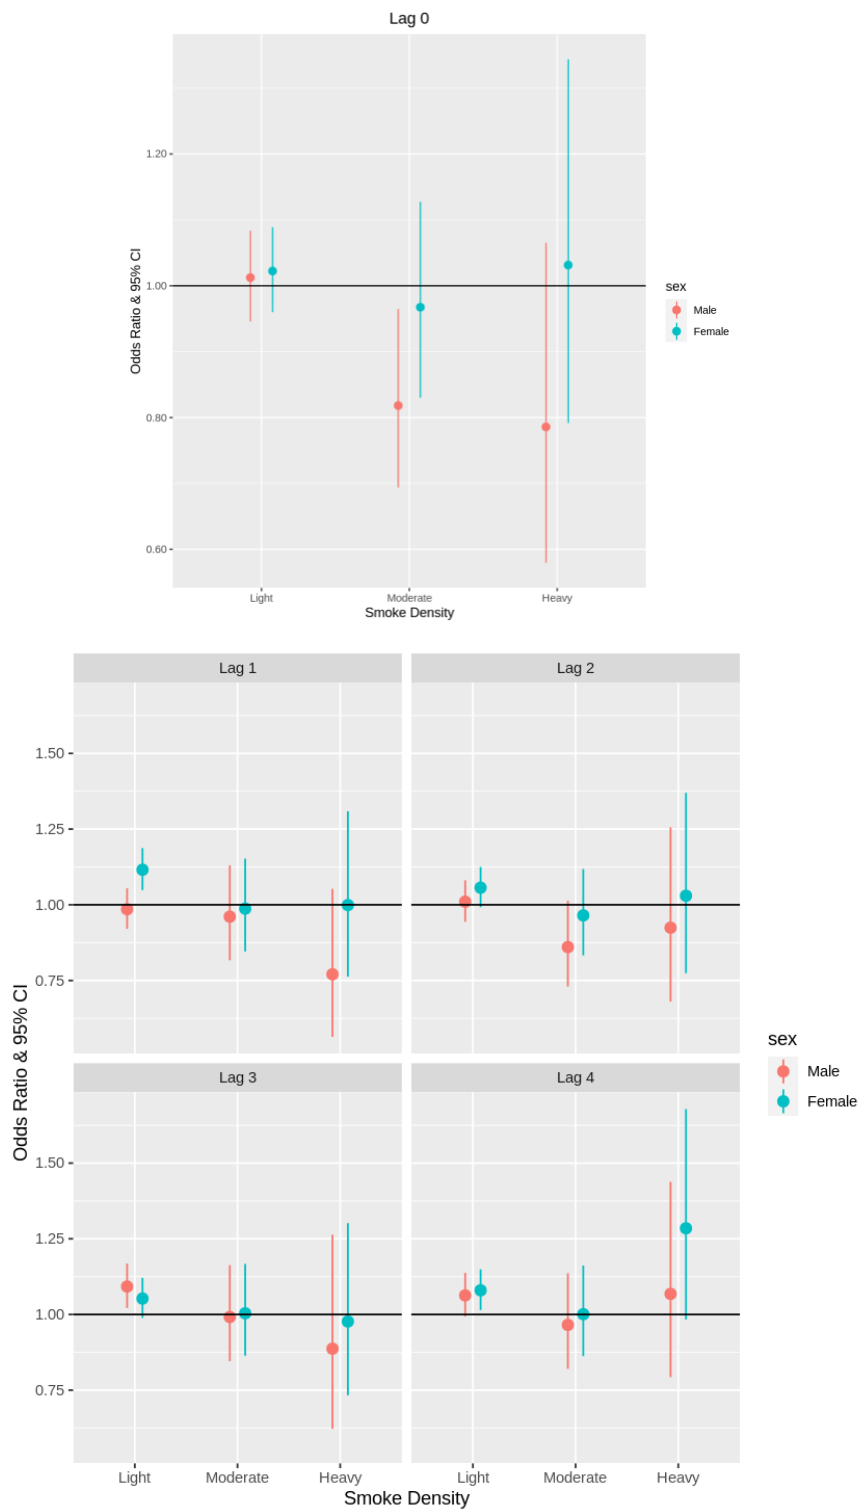 Lag 0
Odds Ratio & 95% CI
1.20
1.00
0.80
0.60
Light Moderate Heavy
Smoke Density
sex
Male
Female
Lag 1 Lag 2
1.50
1.25
1.00
0.75
Odds Ratio & 95% CI
Lag 3 Lag 4
1.50
1.25
1.00
0.75
Light Moderate Heavy Light Moderate Heavy
Smoke Density
sex
Male
Female